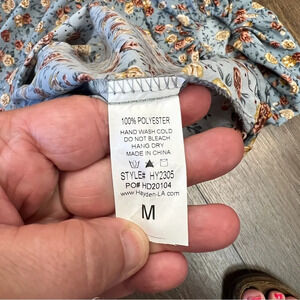 100% POLYESTER
HAND WASH COLD
DO NOT BLEACH
HANG DRY
MADE IN CHINA
STYLE# HY2305
PO# HD20104
www.Hayden-LA.com
M